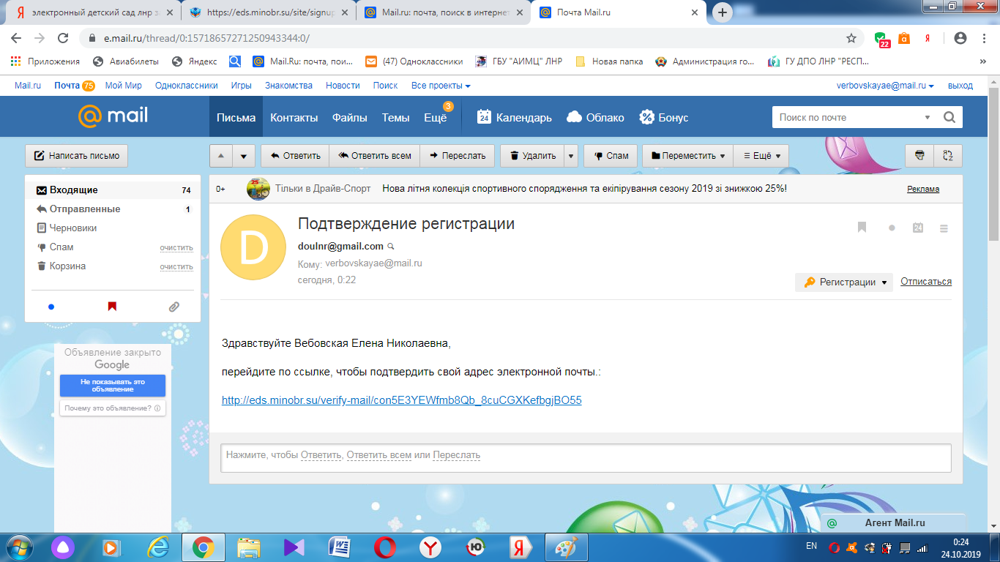 электронный детский сад лнр з
https://eds.minobr.su/site/signup
Mail.ru: почта, поиск в интернет
Почта Mail.ru
e.mail.ru/thread/0:15718657271250943344:0/
22
Я
Приложения Авиабилеты Яндекс Mail.Ru: почта, пои... (47) Одноклассники ГБУ "АИМЦ" ЛНР Новая папка Администрация го... ГУ ДПО ЛНР "РЕСП... »
Mail.ru Почта 75 Мой Мир Одноклассники Игры Знакомства Новости Поиск Все проекты verbovskayae@mail.ru выход
@mail Письма Контакты Файлы Темы Ещё 3 24 Календарь Облако Бонус Поиск по почте
Написать письмо Ответить Ответить всем Переслать Удалить Спам Переместить Ещё
Входящие 74
Отправленные 1
Черновики
Спам очистить
Корзина очистить
Объявление закрыто
Google
Не показывать это
объявление
Почему это объявление?
0+ Тільки в Драйв-Спорт Нова літня колекція спортивного спорядження та екіпірування сезону 2019 зі знижкою 25%! Реклама
D
Подтверждение регистрации
24
doulnr@gmail.com
Кому: verbovskayae@mail.ru
сегодня, 0:22
Регистрации Отписаться
Здравствуйте Вебовская Елена Николаевна,
перейдите по ссылке, чтобы подтвердить свой адрес электронной почты.:
http://eds.minobr.su/verify-mail/con5E3YEWfmb8Qb_8cuCGXKefbgjBO55
Нажмите, чтобы Ответить, Ответить всем или Переслать
@ Агент Mail.ru
EN
0:24
24.10.2019